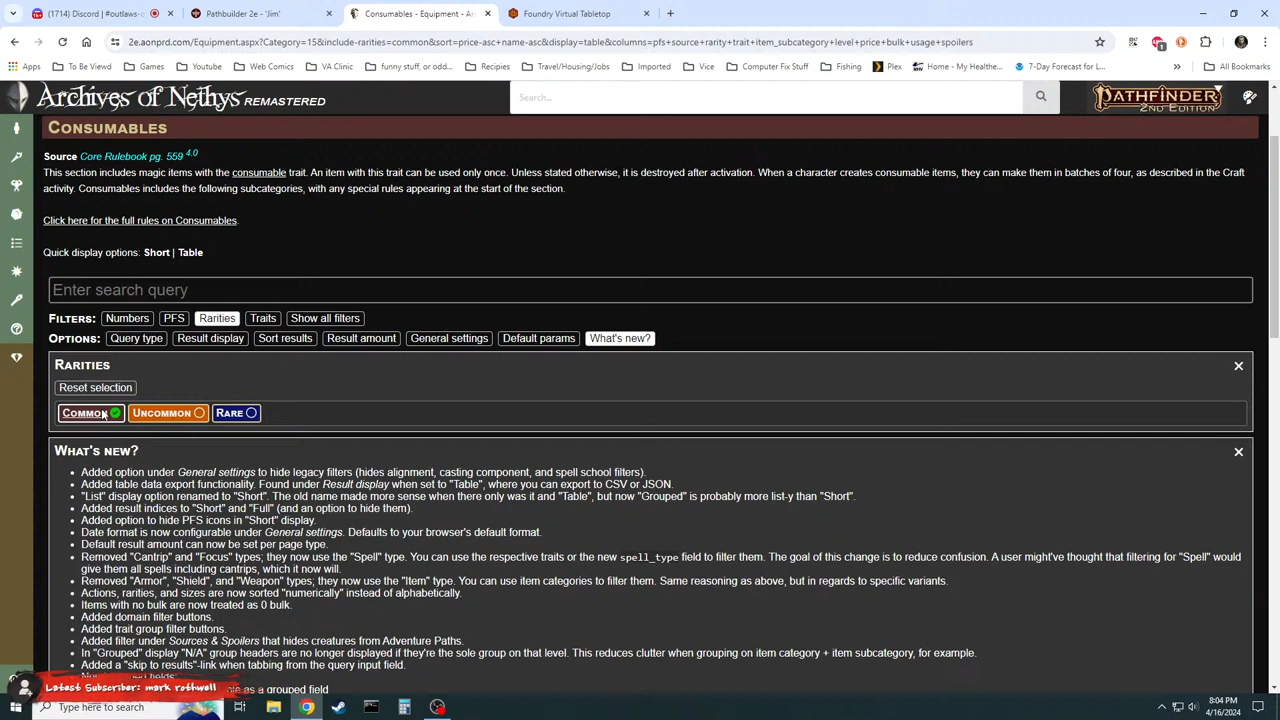 (1714) Discord | #outlaws-o
Pathbuilder 2e - 'Jim'
Consumables - Equipment - Ar
Foundry Virtual Tabletop
2e.aonprd.com/Equipment.aspx?Category=15&include-rarities=common&sort=price-asc+name-asc&display=table&columns=pfs+source+rarity+trait+item_subcategory+level+price+bulk+usage+spoilers
Apps To Be Viewd Games Youtube Web Comics VA Clinic funny stuff, or odd... Recipies Travel/Housing/Jobs Imported Vice Computer Fix Stuff Fishing Plex Home - My Healthe... 7-Day Forecast for L... » All Bookmarks
Archives of Nethys REMASTERED
Search...
PATHFINDER 2ND EDITION
CONSUMABLES
Source Core Rulebook pg. 559 4.0
This section includes magic items with the consumable trait. An item with this trait can be used only once. Unless stated otherwise, it is destroyed after activation. When a character creates consumable items, they can make them in batches of four, as described in the Craft
activity. Consumables includes the following subcategories, with any special rules appearing at the start of the section.
Click here for the full rules on Consumables.
Quick display options: Short | Table
Enter search query
FILTERS: Numbers PFS Rarities Traits Show all filters
OPTIONS: Query type Result display Sort results Result amount General settings Default params What's new?
RARITIES
Reset selection
COMMON UNCOMMON RARE
WHAT'S NEW?
• Added option under General settings to hide legacy filters (hides alignment, casting component, and spell school filters).
• Added table data export functionality. Found under Result display when set to "Table", where you can export to CSV or JSON.
• "List" display option renamed to "Short". The old name made more sense when there only was it and "Table", but now "Grouped" is probably more list-y than "Short".
• Added result indices to "Short" and "Full" (and an option to hide them).
• Added option to hide PFS icons in "Short" display.
• Date format is now configurable under General settings. Defaults to your browser's default format.
• Default result amount can now be set per page type.
• Removed "Cantrip" and "Focus" types; they now use the "Spell" type. You can use the respective traits or the new spell_type field to filter them. The goal of this change is to reduce confusion. A user might've thought that filtering for "Spell" would
give them all spells including cantrips, which it now will.
• Removed "Armor", "Shield", and "Weapon" types; they now use the "Item" type. You can use item categories to filter them. Same reasoning as above, but in regards to specific variants.
• Actions, rarities, and sizes are now sorted "numerically" instead of alphabetically.
• Items with no bulk are now treated as 0 bulk.
• Added domain filter buttons.
• Added trait group filter buttons.
• Added filter under Sources & Spoilers that hides creatures from Adventure Paths.
• In "Grouped" display "N/A" group headers are no longer displayed if they're the sole group on that level. This reduces clutter when grouping on item category + item subcategory, for example.
• Added a "skip to results"-link when tabbing from the query input field.
as a grouped field
Latest Subscriber: mark rothwell
Type here to search
8:04 PM
4/16/2024